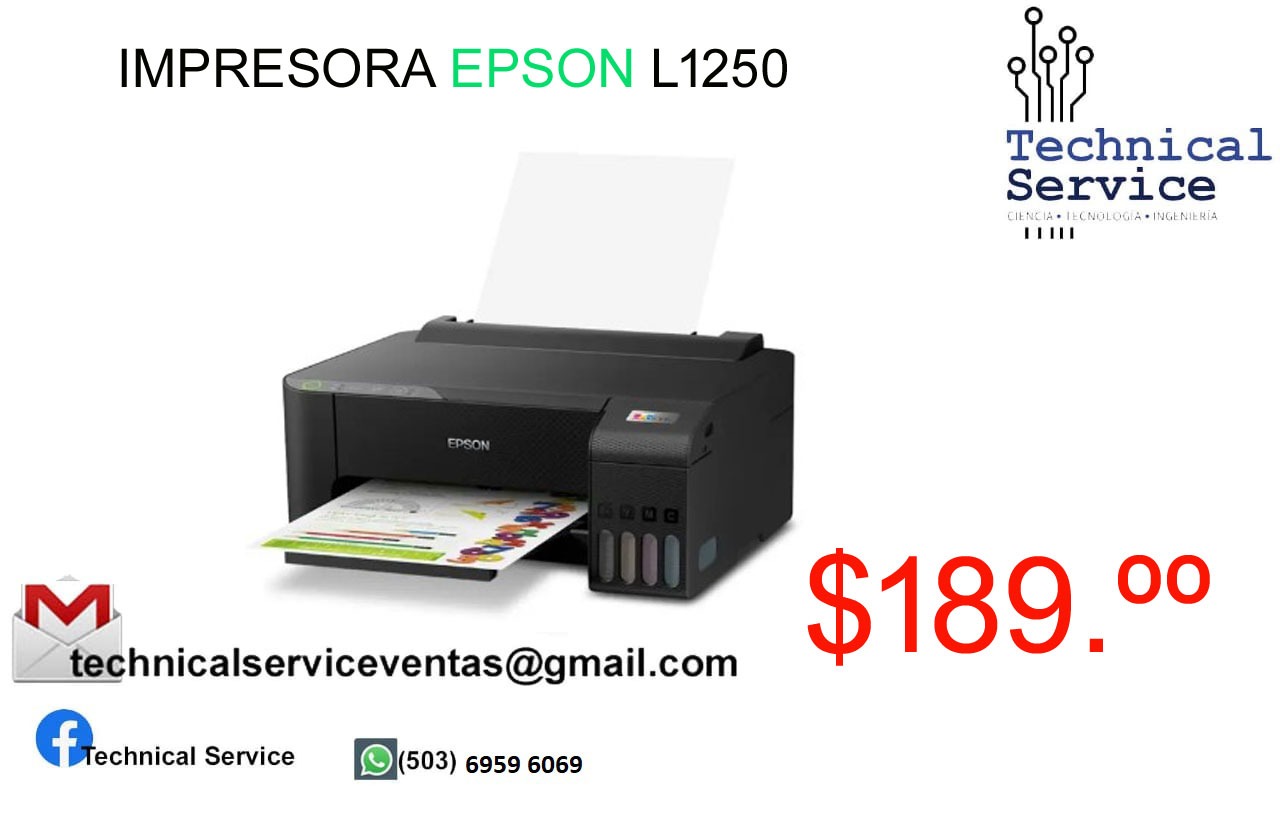 IMPRESORA EPSON L1250
Technical
Service
CIENCIA • TECNOLOGÍA • INGENIERÍA
EPSON
$189.ºº
technicalserviceventas@gmail.com
Technical Service
(503) 6959 6069